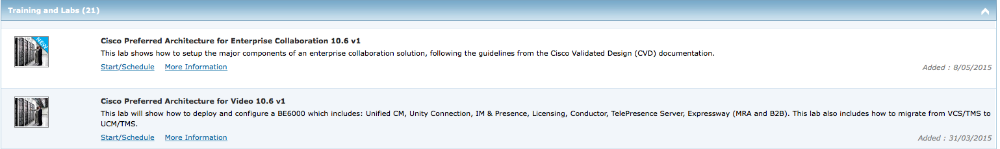 Training and Labs (21)
NEW
Cisco Preferred Architecture for Enterprise Collaboration 10.6 v1
This lab shows how to setup the major components of an enterprise collaboration solution, following the guidelines from the Cisco Validated Design (CVD) documentation.
Start/Schedule More Information
Added : 8/05/2015
Cisco Preferred Architecture for Video 10.6 v1
This lab will show how to deploy and configure a BE6000 which includes: Unified CM, Unity Connection, IM & Presence, Licensing, Conductor, TelePresence Server, Expressway (MRA and B2B). This lab also includes how to migrate from VCS/TMS to
UCM/TMS.
Start/Schedule More Information
Added : 31/03/2015